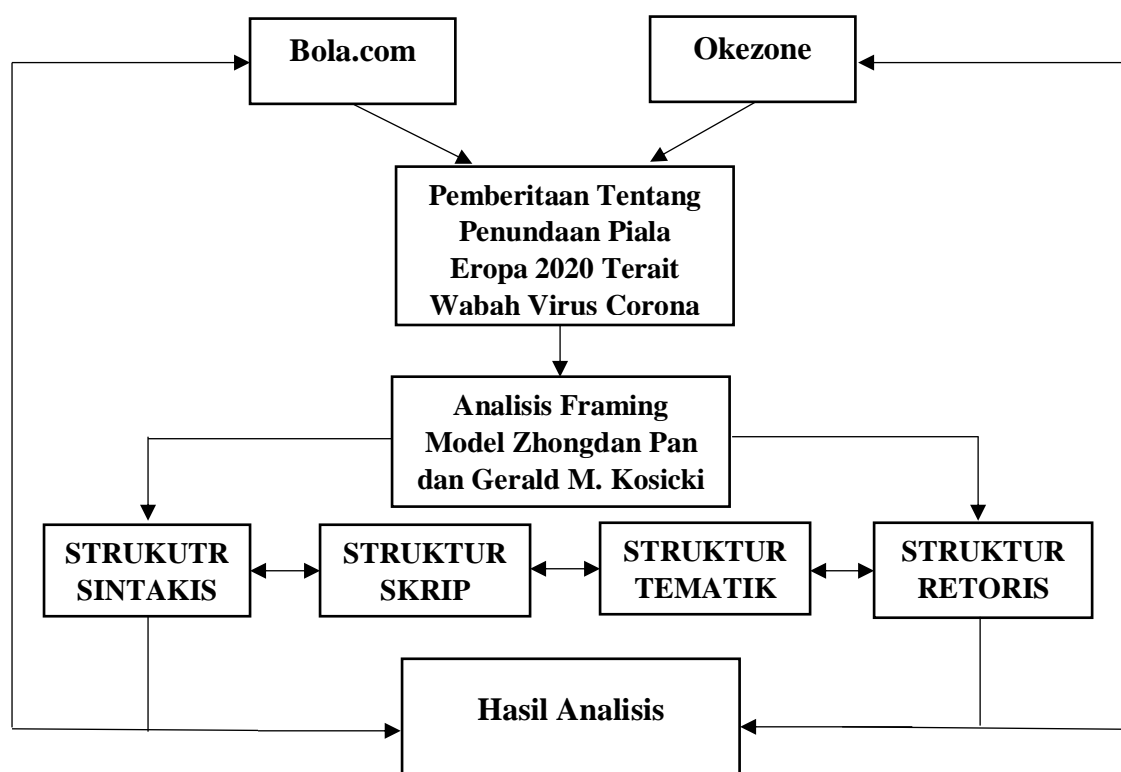 Bola.com
Okezone
Pemberitaan Tentang
Penundaan Piala
Eropa 2020 Terait
Wabah Virus Corona
Analisis Framing
Model Zhongdan Pan
dan Gerald M. Kosicki
STRUKUTR
SINTAKIS
STRUKTUR
SKRIP
STRUKTUR
TEMATIK
STRUKTUR
RETORIS
Hasil Analisis